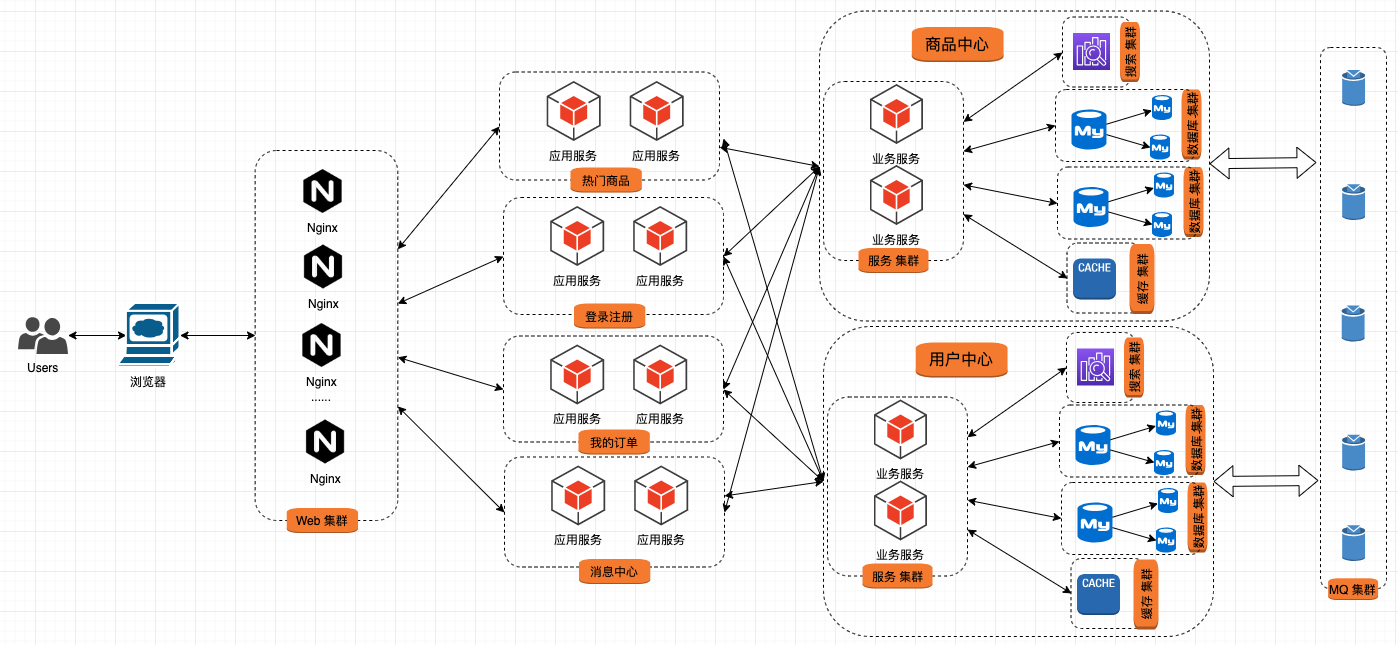 Users
浏览器
N
Nginx
N
Nginx
N
Nginx
......
N
Nginx
Web 集群
应用服务
应用服务
热门商品
应用服务
应用服务
登录注册
应用服务
应用服务
我的订单
应用服务
应用服务
消息中心
商品中心
业务服务
业务服务
服务 集群
搜索 集群
My
My
My
数据库 集群
My
My
My
数据库 集群
CACHE
缓存 集群
用户中心
业务服务
业务服务
服务 集群
搜索 集群
My
My
My
数据库 集群
My
My
My
数据库 集群
CACHE
缓存 集群
MQ 集群